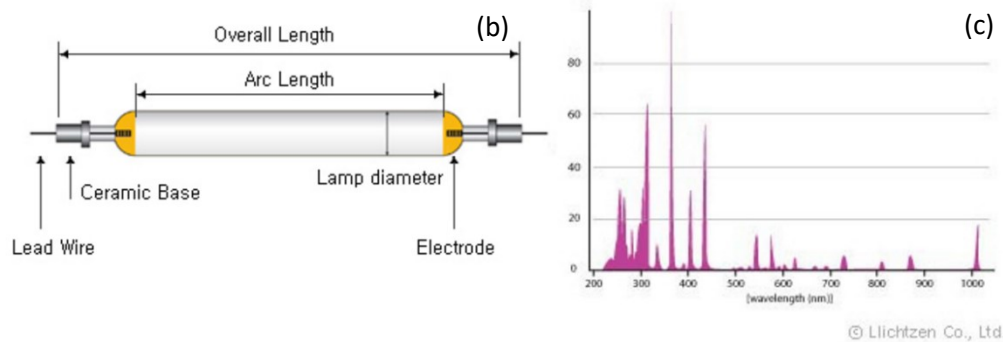 Overall Length
(b)
Arc Length
Lamp diameter
Ceramic Base
Lead Wire
Electrode
(c)
80
60
40
20
0
200 300 400 500 600 700 800 900 1000
[wavelength (nm)]
© Llichtzen Co., Ltd